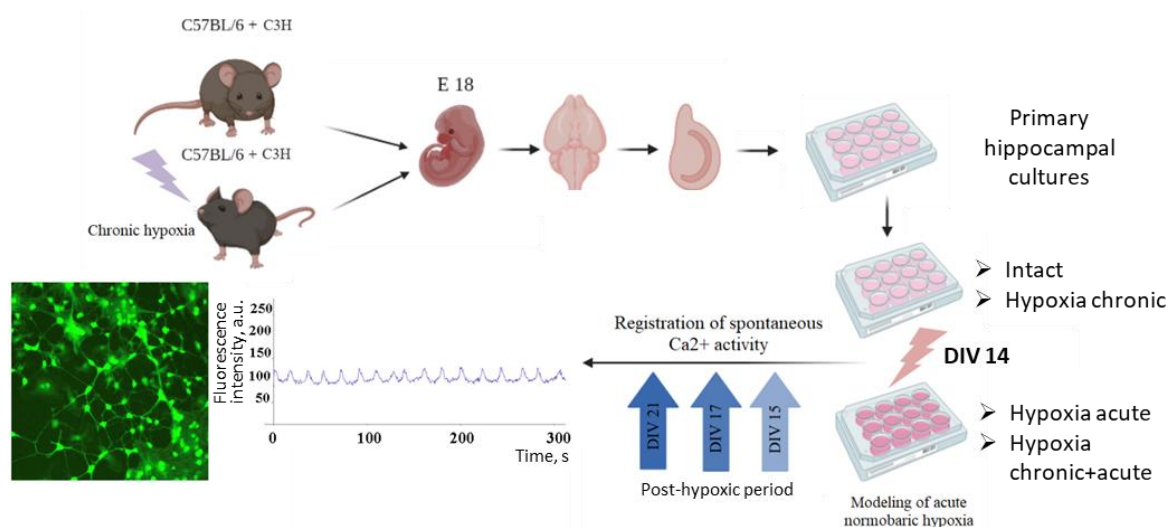 C57BL/6 + C3H
C57BL/6 + C3H
Chronic hypoxia
E 18
Primary
hippocampal
cultures
➢ Intact
➢ Hypoxia chronic
DIV 14
➢ Hypoxia acute
➢ Hypoxia
chronic+acute
Modeling of acute
normobaric hypoxia
Registration of spontaneous
Ca2+ activity
DIV 21
DIV 17
DIV 15
Post-hypoxic period
Fluorescence
intensity, a.u.
250
200
150
100
50
0
100
200
300
Time, s